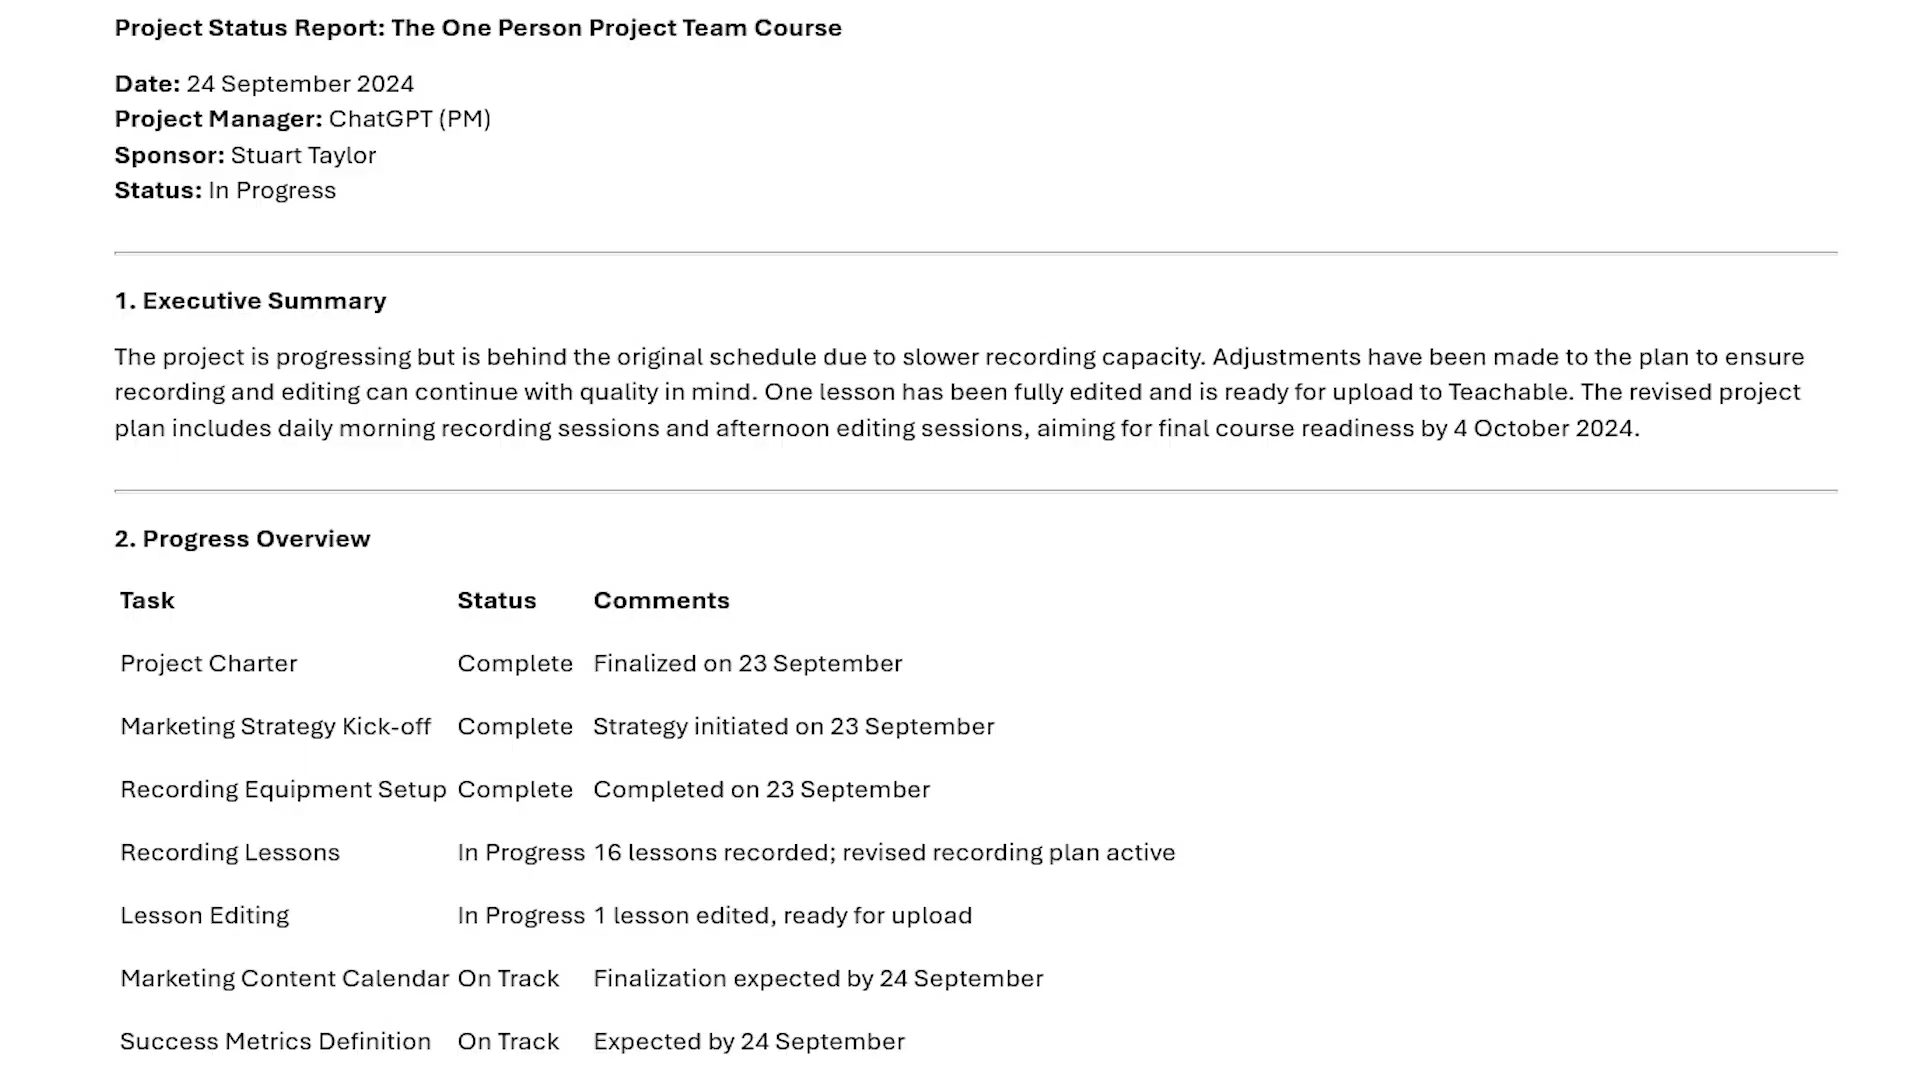 Project Status Report: The One Person Project Team Course
Date: 24 September 2024
Project Manager: ChatGPT (PM)
Sponsor: Stuart Taylor
Status: In Progress
1. Executive Summary
The project is progressing but is behind the original schedule due to slower recording capacity. Adjustments have been made to the plan to ensure
recording and editing can continue with quality in mind. One lesson has been fully edited and is ready for upload to Teachable. The revised project
plan includes daily morning recording sessions and afternoon editing sessions, aiming for final course readiness by 4 October 2024.
2. Progress Overview
Task Status Comments
Project Charter Complete Finalized on 23 September
Marketing Strategy Kick-off Complete Strategy initiated on 23 September
Recording Equipment Setup Complete Completed on 23 September
Recording Lessons In Progress 16 lessons recorded; revised recording plan active
Lesson Editing In Progress 1 lesson edited, ready for upload
Marketing Content Calendar On Track Finalization expected by 24 September
Success Metrics Definition On Track Expected by 24 September